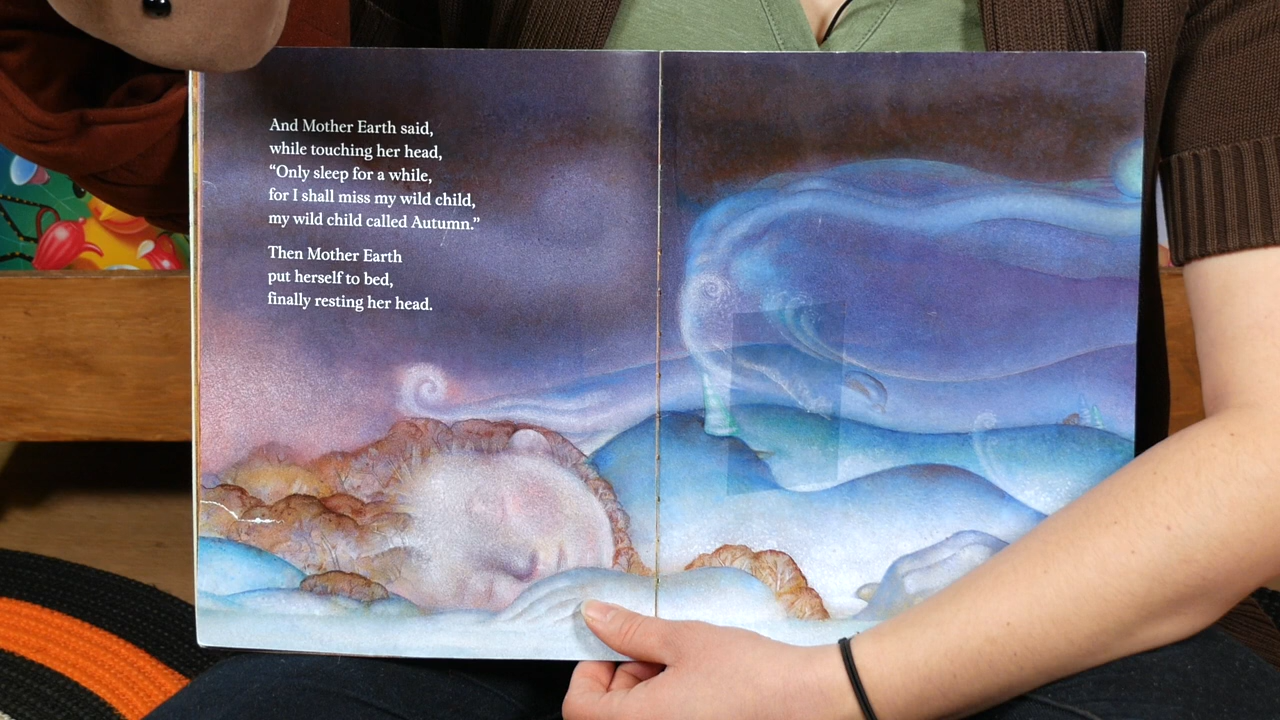 And Mother Earth said,
while touching her head,
“Only sleep for a while,
for I shall miss my wild child,
my wild child called Autumn.”
Then Mother Earth
put herself to bed,
finally resting her head.